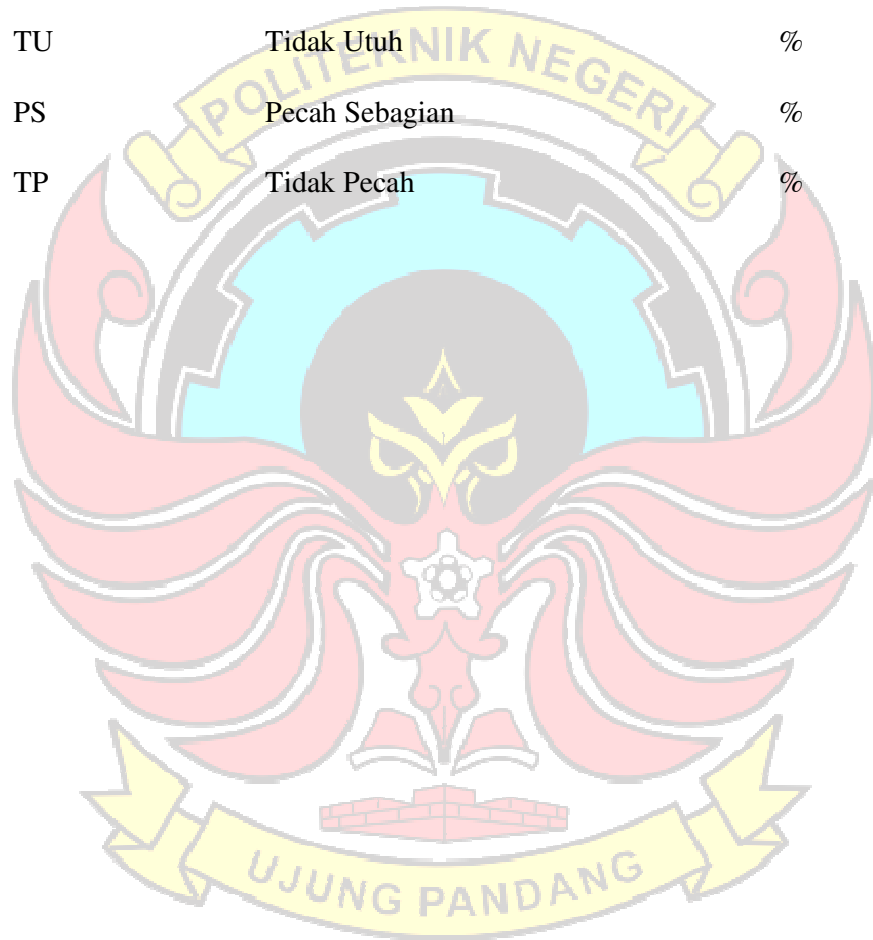 TU Tidak Utuh %
PS Pecah Sebagian %
TP Tidak Pecah %
POLITEKNIK NEGERI
UJUNG PANDANG